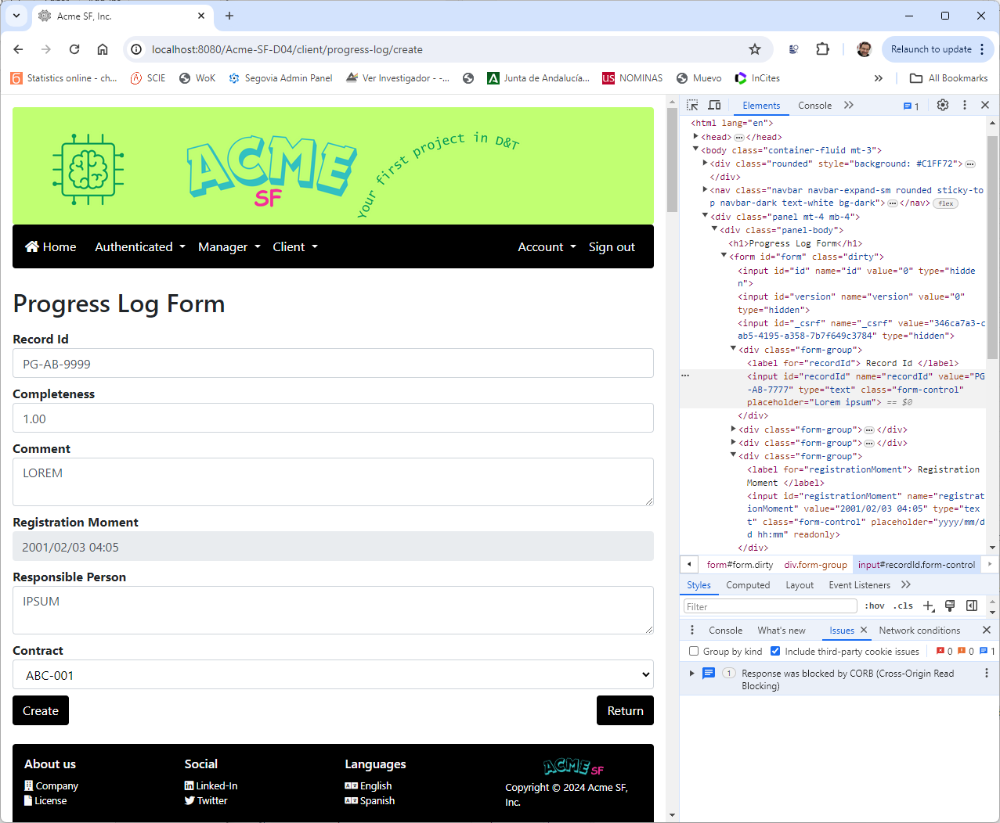 Acme SF, Inc.
localhost:8080/Acme-SF-D04/client/progress-log/create
Relaunch to update
Statistics online - ch...
SCIE
WoK
Segovia Admin Panel
Ver Investigador - -...
Junta de Andalucía...
US NOMINAS
Muevo
InCites
All Bookmarks
ACME
SF
Your first project in D&T
Home
Authenticated
Manager
Client
Account
Sign out
Progress Log Form
Record Id
PG-AB-9999
Completeness
1.00
Comment
LOREM
Registration Moment
2001/02/03 04:05
Responsible Person
IPSUM
Contract
ABC-001
Create
Return
About us
Company
License
Social
Linked-In
Twitter
Languages
English
Spanish
ACME SF
Copyright © 2024 Acme SF,
Inc.
Elements
Console
1
<html lang="en">
<head>
</head>
<body class="container-fluid mt-3">
<div class="rounded" style="background: #C1FF72">
</div>
<nav class="navbar navbar-expand-sm rounded sticky-to
p navbar-dark text-white bg-dark">
</nav>
flex
<div class="panel mt-4 mb-4">
<div class="panel-body">
<h1>Progress Log Form</h1>
<form id="form" class="dirty">
<input id="id" name="id" value="0" type="hidde
n">
<input id="version" name="version" value="0"
type="hidden">
<input id="_csrf" name="_csrf" value="346ca7a3-c
ab5-4195-a358-7b7f649c3784" type="hidden">
<div class="form-group">
<label for="recordId"> Record Id </label>
<input id="recordId" name="recordId" value="PG
-AB-7777" type="text" class="form-control"
placeholder="Lorem ipsum"> == $0
</div>
<div class="form-group">
</div>
<div class="form-group">
</div>
<div class="form-group">
<label for="registrationMoment"> Registration
Moment </label>
<input id="registrationMoment" name="registrat
ionMoment" value="2001/02/03 04:05" type="tex
t" class="form-control" placeholder="yyyy/mm/d
d hh:mm" readonly>
</div>
form#form.dirty
div.form-group
input#recordId.form-control
Styles
Computed
Layout
Event Listeners
Filter
:hov
.cls
Console
What's new
Issues
Network conditions
Group by kind
Include third-party cookie issues
0
0
1
1
Response was blocked by CORB (Cross-Origin Read
Blocking)